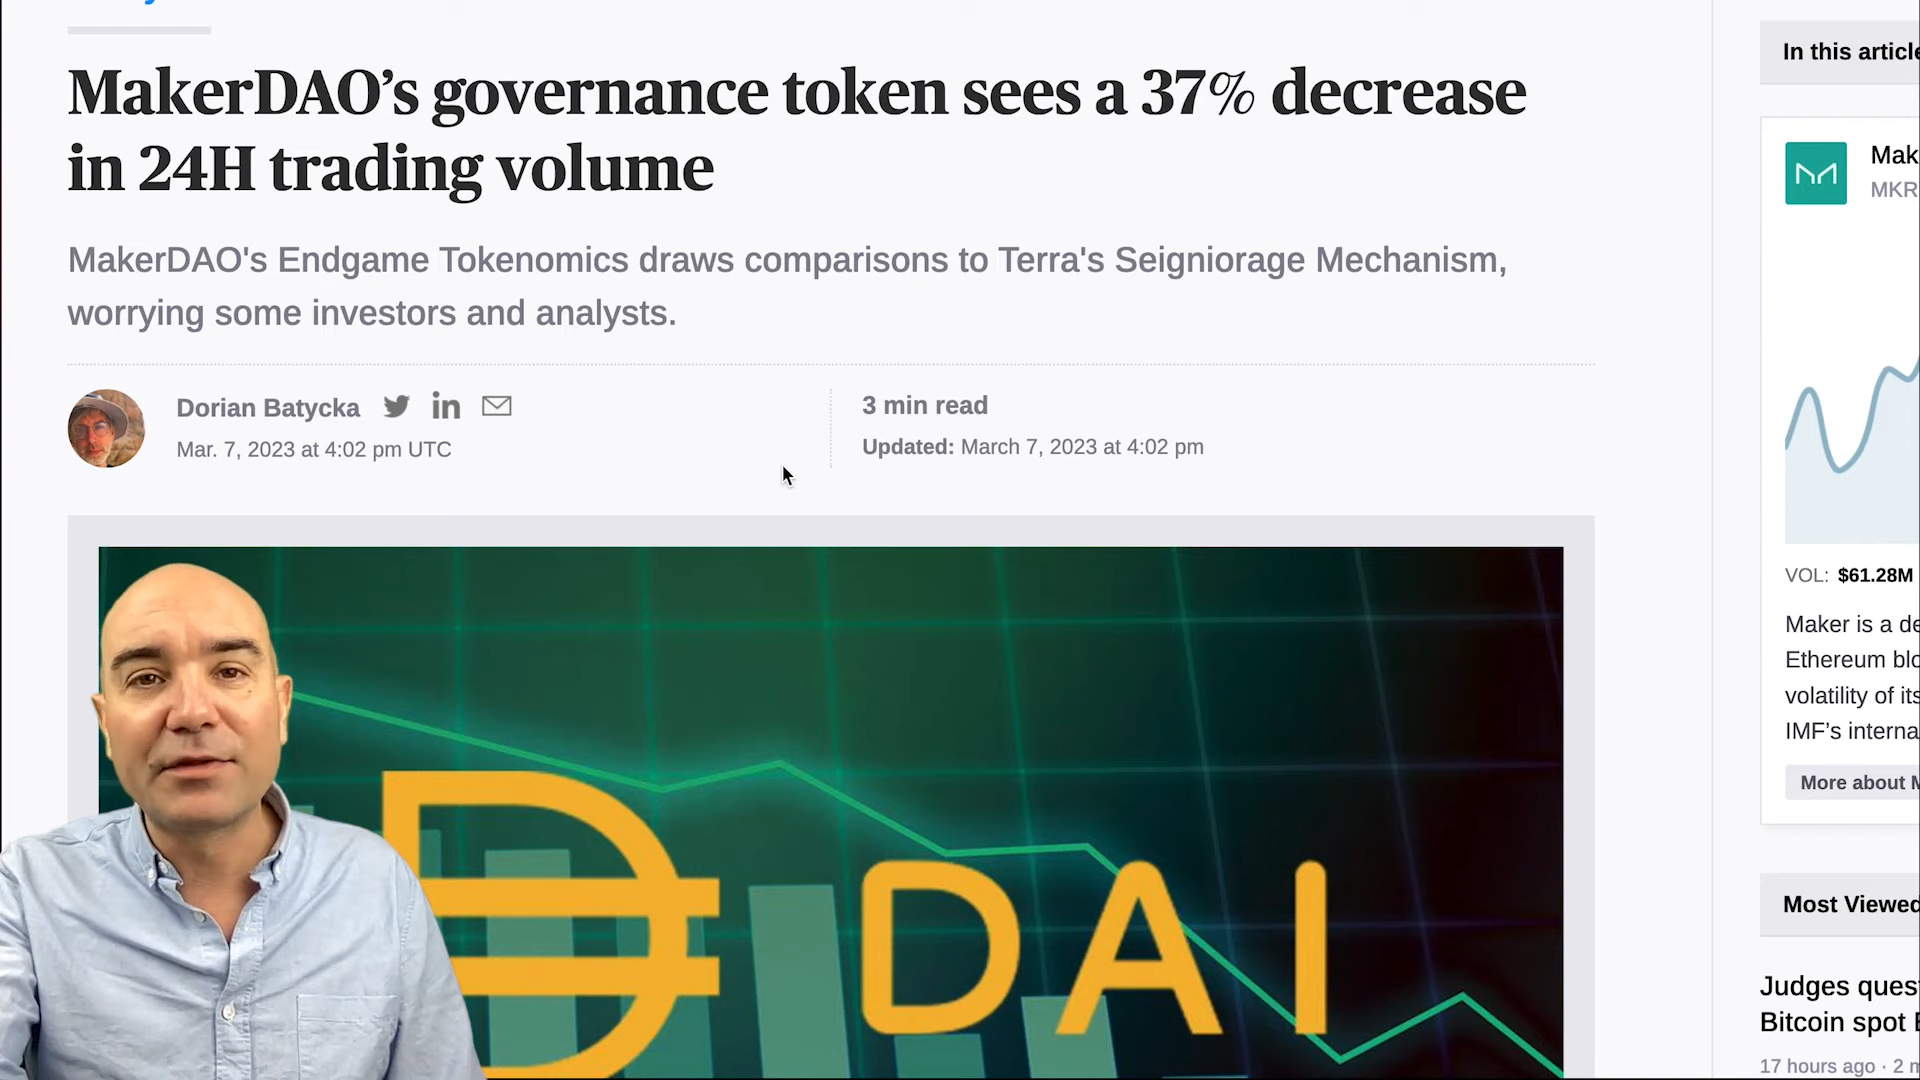 MakerDAO’s governance token sees a 37% decrease
in 24H trading volume
MakerDAO's Endgame Tokenomics draws comparisons to Terra's Seigniorage Mechanism,
worrying some investors and analysts.
Dorian Batycka
Mar. 7, 2023 at 4:02 pm UTC
3 min read
Updated: March 7, 2023 at 4:02 pm
DAI
In this article
Mak
MKR
VOL: $61.28M
Maker is a de
Ethereum blo
volatility of its
IMF’s interna
More about M
Most Viewed
Judges quest
Bitcoin spot E
17 hours ago · 2 m